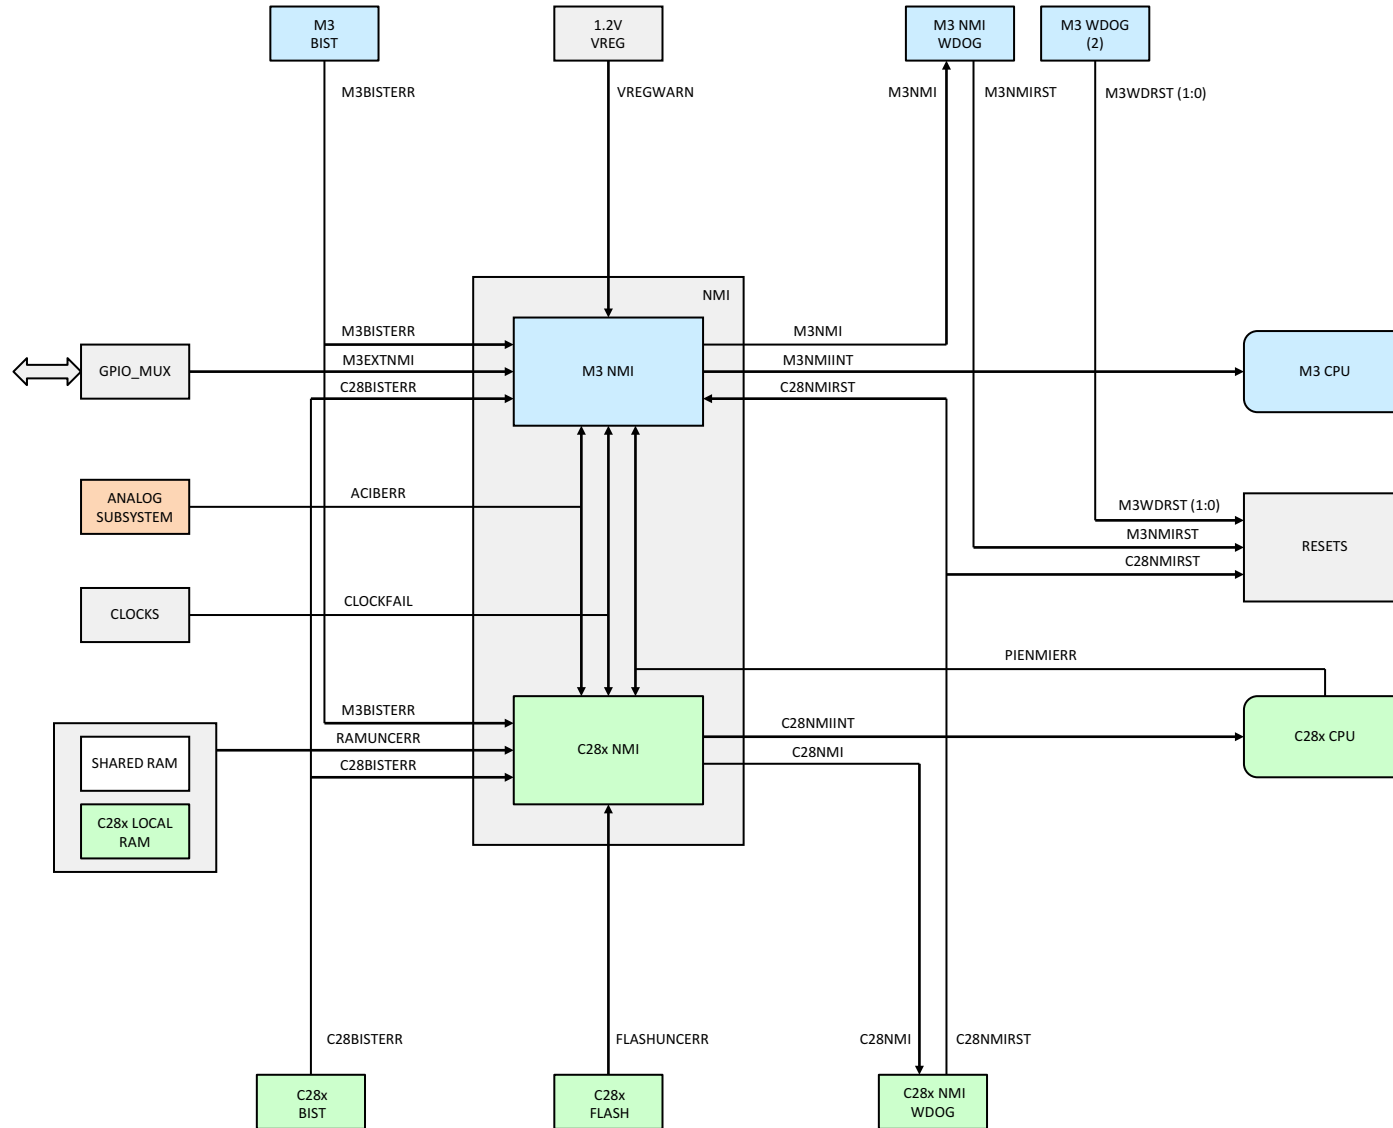 M3
BIST
1.2V
VREG
M3 NMI
WDOG
M3 WDOG
(2)
M3BISTERR
VREGWARN
M3NMI
M3NMIRST
M3WDRST (1:0)
NMI
M3BISTERR
M3NMI
M3EXTNMI
M3NMIINT
GPIO_MUX
M3 NMI
M3 CPU
C28BISTERR
C28NMIRST
ANALOG
SUBSYSTEM
ACIBERR
M3WDRST (1:0)
M3NMIRST
RESETS
C28NMIRST
CLOCKS
CLOCKFAIL
PIENMIERR
M3BISTERR
C28NMIINT
RAMUNCERR
C28x NMI
C28NMI
C28x CPU
SHARED RAM
C28BISTERR
C28x LOCAL
RAM
C28BISTERR
FLASHUNCERR
C28NMI
C28NMIRST
C28x
BIST
C28x
FLASH
C28x NMI
WDOG